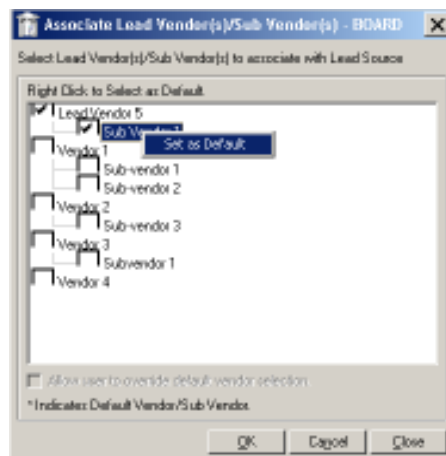 Associate Lead Vendor(s)/Sub Vendor(s) - BOARD
Select Lead Vendor(s)/Sub Vendor(s) to associate with Lead Source
Right Click to Select as Default
Lead Vendor 5
Sub Vendor 1
Set as Default
Vendor 1
Sub-vendor 1
Sub-vendor 2
Vendor 2
Sub-vendor 3
Vendor 3
Subvendor 1
Vendor 4
Allow user to override default vendor selection
* Indicates Default Vendor/Sub Vendor
OK Cancel Close